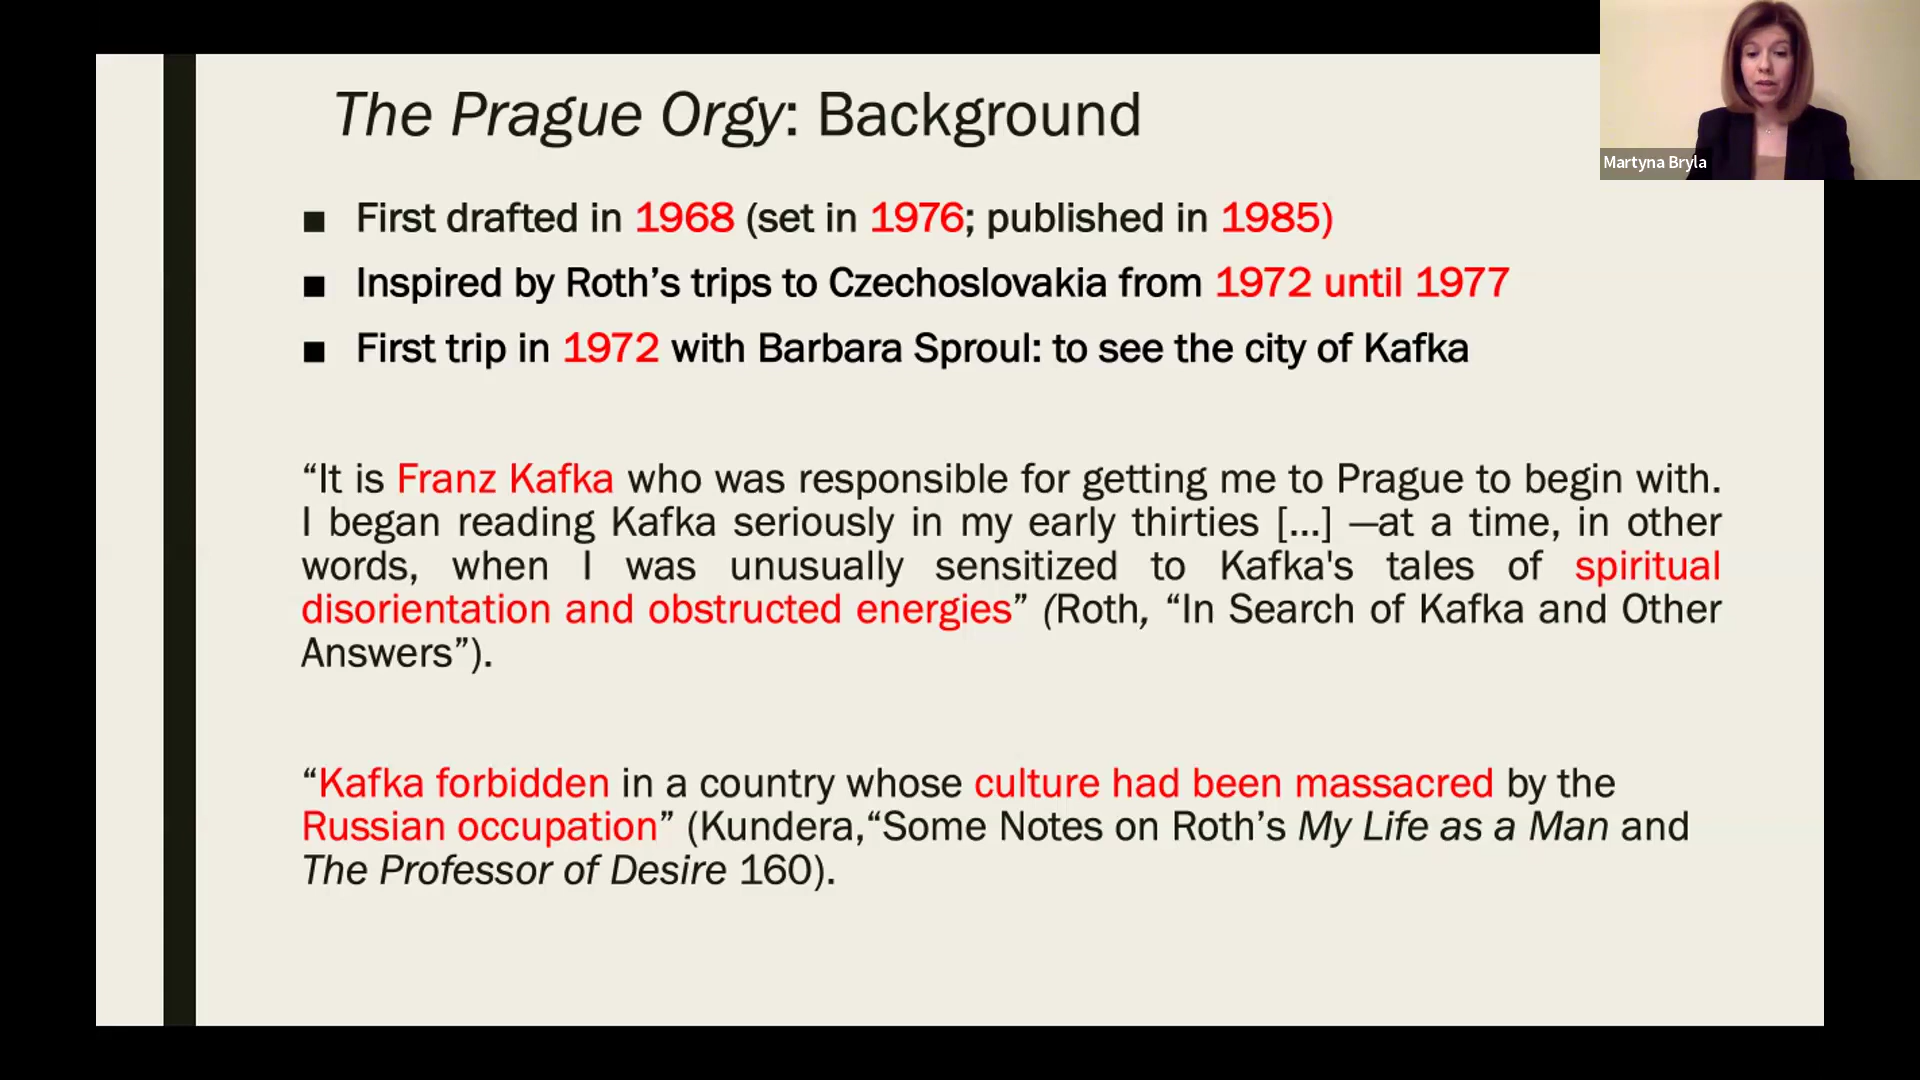 The Prague Orgy: Background
Martyna Bryla
■ First drafted in 1968 (set in 1976; published in 1985)
■ Inspired by Roth’s trips to Czechoslovakia from 1972 until 1977
■ First trip in 1972 with Barbara Sproul: to see the city of Kafka
“It is Franz Kafka who was responsible for getting me to Prague to begin with.
I began reading Kafka seriously in my early thirties [...] —at a time, in other
words, when I was unusually sensitized to Kafka's tales of spiritual
disorientation and obstructed energies” (Roth, “In Search of Kafka and Other
Answers”).
“Kafka forbidden in a country whose culture had been massacred by the
Russian occupation” (Kundera,“Some Notes on Roth’s My Life as a Man and
The Professor of Desire 160).